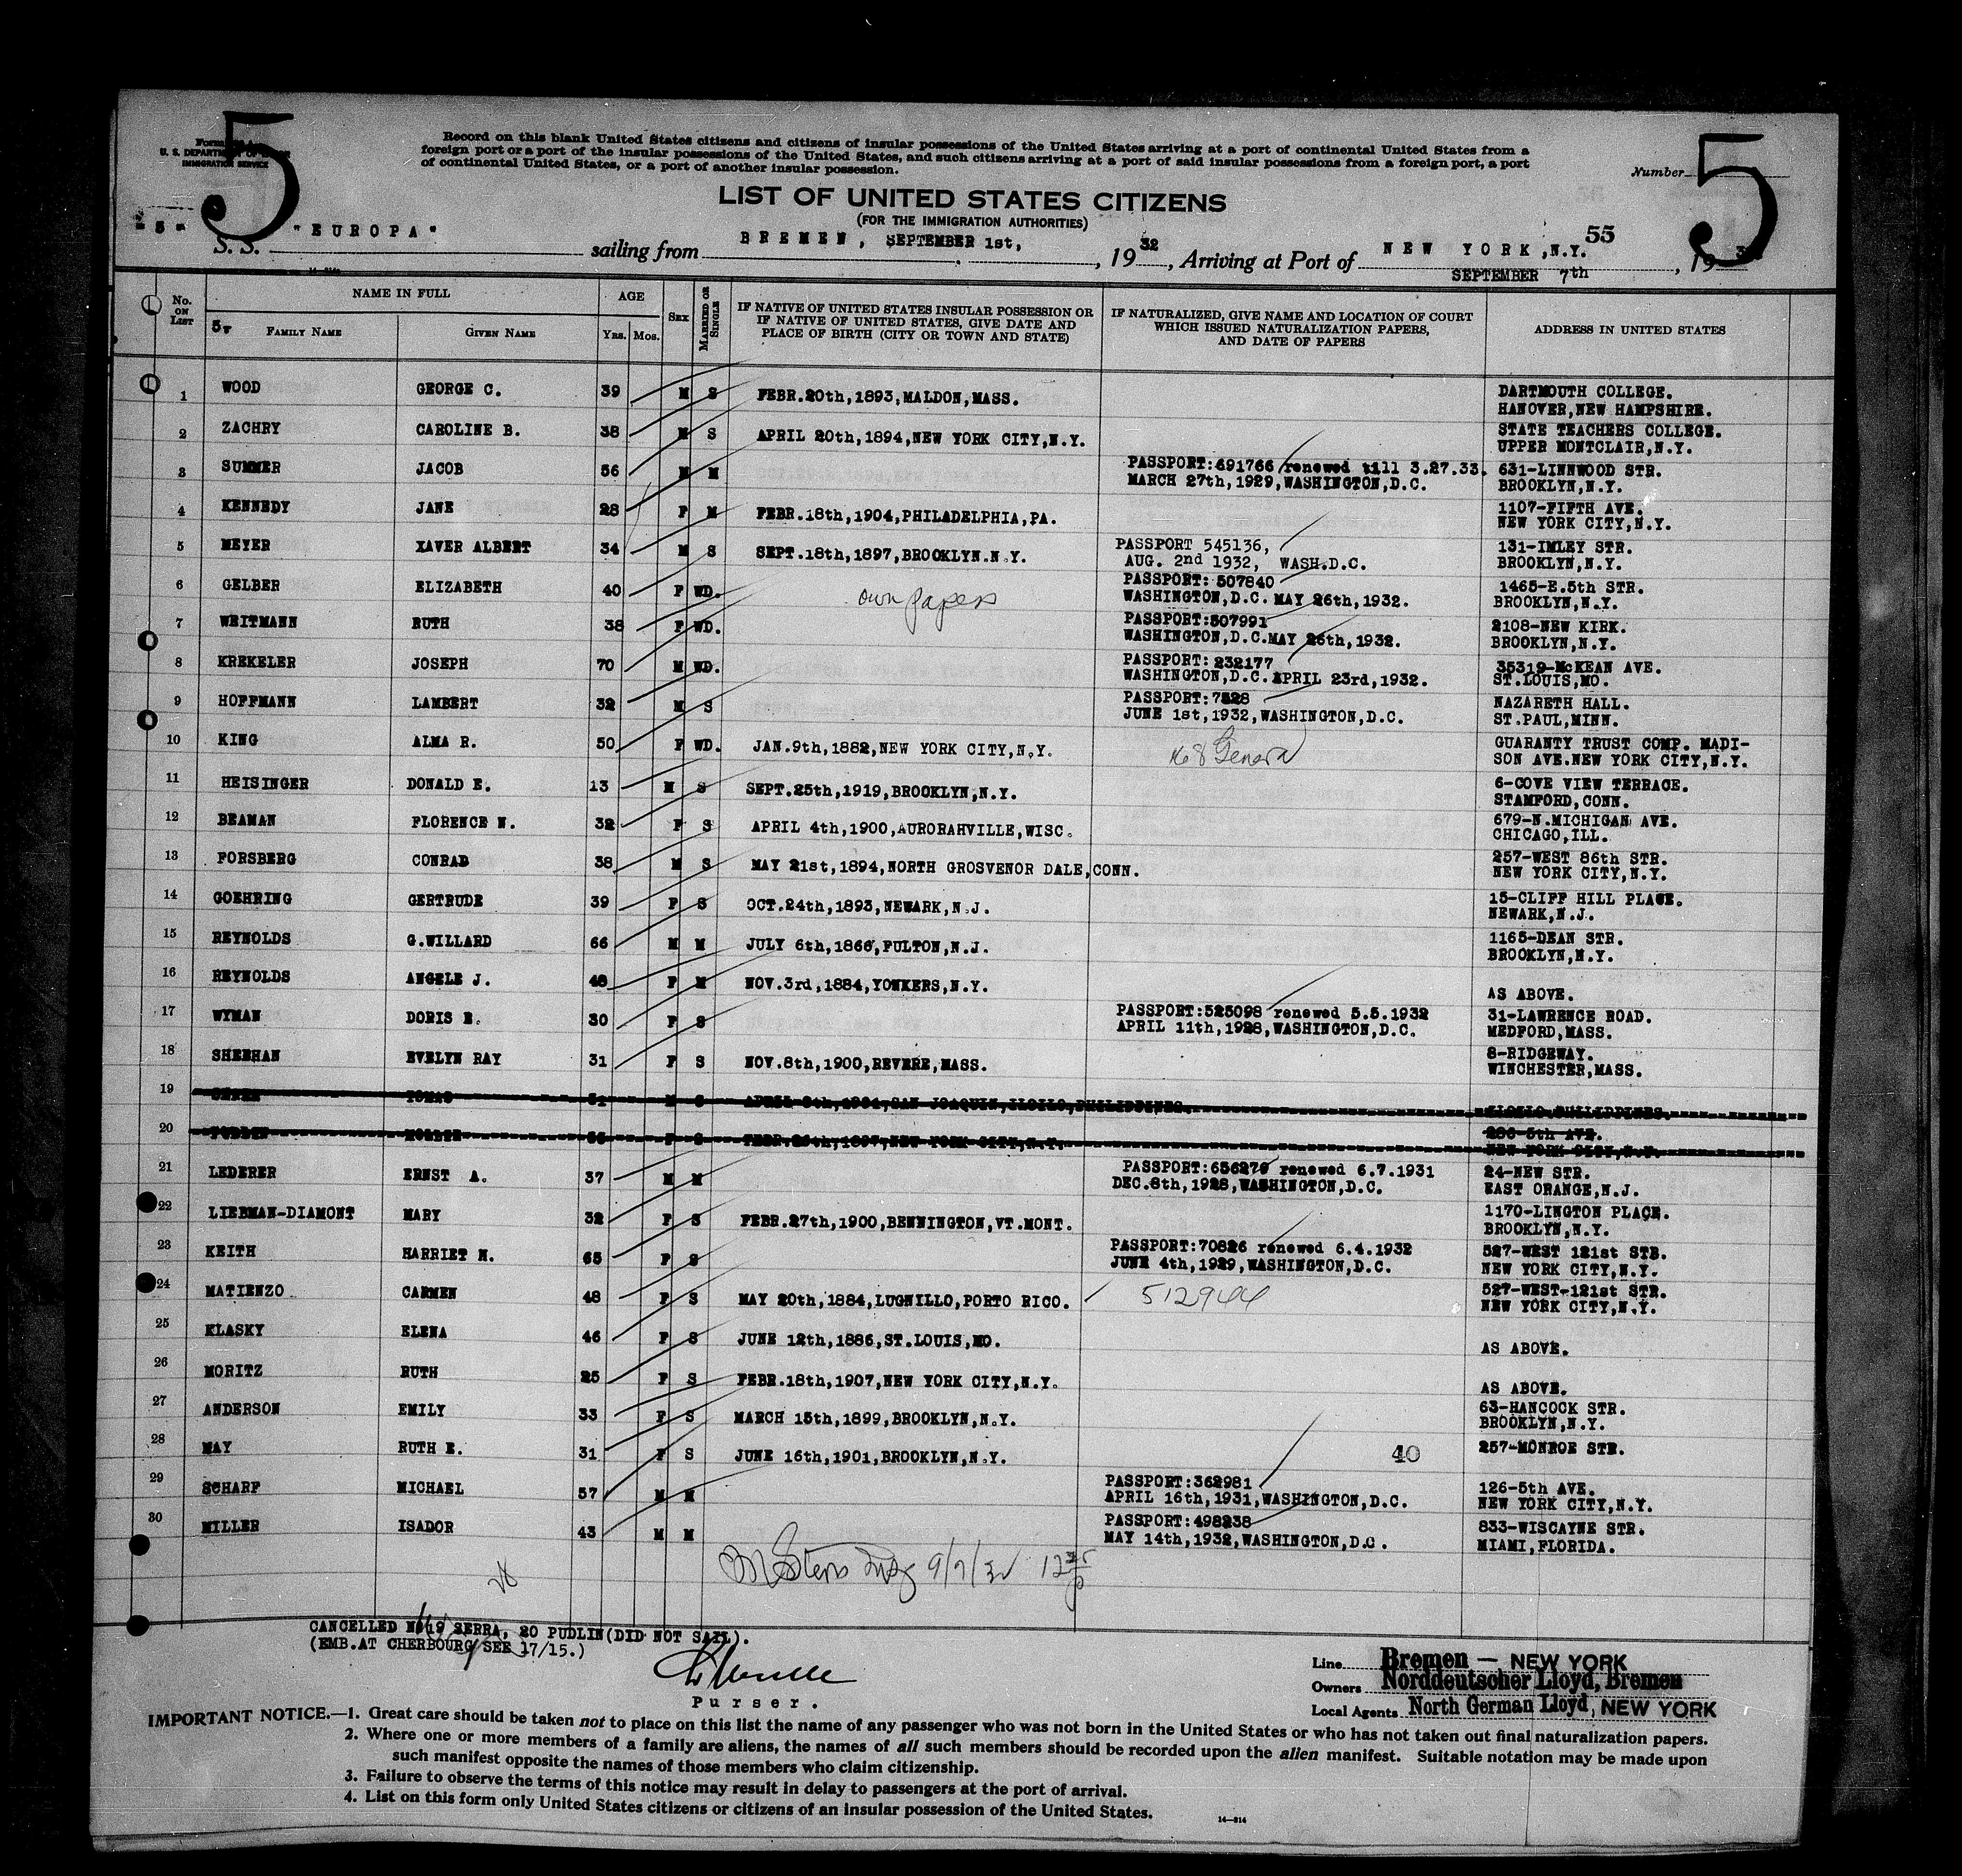 5
5
Record on this blank United States citizens and citizens of insular possessions of the United States arriving at a port of continental United States from a
foreign port or a port of the insular possessions of the United States, and such citizens arriving at a port of said insular possessions from a foreign port, a port
of continental United States, or a port of another insular possession.
U. S. DEPARTMENT OF
IMMIGRATION SERVICE
Number
LIST OF UNITED STATES CITIZENS
(FOR THE IMMIGRATION AUTHORITIES)
55
S. S. "EUROPA" sailing from BREMEN, SEPTEMBER 1st, 1932, Arriving at Port of NEW YORK, N.Y. SEPTEMBER 7th, 19
No. ON LIST
NAME IN FULL
FAMILY NAME
GIVEN NAME
AGE
Yrs. Mos.
SEX
MARRIED OR SINGLE
IF NATIVE OF UNITED STATES INSULAR POSSESSION OR
IF NATIVE OF UNITED STATES, GIVE DATE AND
PLACE OF BIRTH (CITY OR TOWN AND STATE)
IF NATURALIZED, GIVE NAME AND LOCATION OF COURT
WHICH ISSUED NATURALIZATION PAPERS,
AND DATE OF PAPERS
ADDRESS IN UNITED STATES
1 WOOD GEORGE C. 39 M S FEBR.20th,1893,MALDON,MASS. DARTMOUTH COLLEGE.
HANOVER,NEW HAMPSHIRE.
2 ZACHRY CAROLINE B. 38 S APRIL 20th,1894,NEW YORK CITY,N.Y. STATE TEACHERS COLLEGE.
UPPER MONTCLAIR,N.Y.
3 SUMMER JACOB 56 M M PASSPORT:691766 renewed till 3.27.33. 631-LINNWOOD STR.
MARCH 27th,1929,WASHINGTON,D.C. BROOKLYN,N.Y.
4 KENNEDY JANE 28 F M FEBR.18th,1904,PHILADELPHIA,PA. 1107-FIFTH AVE.
NEW YORK CITY,N.Y.
5 MEYER XAVER ALBERT 34 M S SEPT.18th,1897,BROOKLYN.N.Y. PASSPORT 545136, 131-IMLEY STR.
AUG. 2nd 1932, WASH.D.C. BROOKLYN,N.Y.
6 GELBER ELIZABETH 40 F WD. own papers PASSPORT: 507840 1465-E.5th STR.
WASHINGTON,D.C. MAY 26th,1932. BROOKLYN,N.Y.
7 WEITMANN RUTH 38 F WD. PASSPORT:507991 2108-NEW KIRK.
WASHINGTON,D.C.MAY 26th,1932. BROOKLYN,N.Y.
8 KREKELER JOSEPH 70 M WD. PASSPORT: 232177 35319-McKEAN AVE.
WASHINGTON,D.C.APRIL 23rd,1932. ST.LOUIS,MO.
9 HOFFMANN LAMBERT 32 M S PASSPORT:7528 NAZARETH HALL.
JUNE 1st,1932,WASHINGTON,D.C. ST.PAUL,MINN.
10 KING ALMA R. 50 F WD. JAN.9th,1882,NEW YORK CITY,N.Y. GUARANTY TRUST COMP. MADI-
SON AVE.NEW YORK CITY,N.Y.
11 HEISINGER DONALD E. 13 M S SEPT.25th,1919,BROOKLYN,N.Y. 6-COVE VIEW TERRACE.
STAMFORD,CONN.
12 BEAMAN FLORENCE N. 32 F S APRIL 4th,1900,AURORAHVILLE,WISC. 679-N.MICHIGAN AVE.
CHICAGO,ILL.
13 FORSBERG CONRAD 38 M S MAY 21st,1894,NORTH GROSVENOR DALE,CONN. 257-WEST 86th STR.
NEW YORK CITY,N.Y.
14 GOEHRING GERTRUDE 39 F S OCT.24th,1893,NEWARK,N.J. 15-CLIFF HILL PLACE.
NEWARK,N.J.
15 REYNOLDS G.WILLARD 66 M M JULY 6th,1866,FULTON,N.J. 1165-DEAN STR.
BROOKLYN,N.Y.
16 REYNOLDS ANGELE J. 48 F M NOV.3rd,1884,YONKERS,N.Y. AS ABOVE.
17 WYMAN DORIS E. 30 F S PASSPORT:525098 renewed 5.5.1932 31-LAWRENCE ROAD.
APRIL 11th,1928,WASHINGTON,D.C. MEDFORD,MASS.
18 SHEEHAN EVELYN RAY 31 F S NOV.8th,1900,REVERE,MASS. 8-RIDGEWAY.
WINCHESTER,MASS.
19
20
21 LEDERER ERNST A. 37 M M PASSPORT:656279 renewed 6.7.1931 24-NEW STR.
DEC.8th,1928,WASHINGTON,D.C. EAST ORANGE,N.J.
22 LIEBMAN-DIAMONT MARY 32 F S FEBR.27th,1900,BENNINGTON,VT.MONT. 1170-LINGTON PLACE.
BROOKLYN,N.Y.
23 KEITH HARRIET H. 65 F S PASSPORT:70826 renewed 6.4.1932 527-WEST 121st STR.
JUNE 4th,1929,WASHINGTON,D.C. NEW YORK CITY,N.Y.
24 MATIENZO CARMEN 48 F S MAY 20th,1884,LUGNILLO,PORTO RICO. 512944 527-WEST-121st STR.
NEW YORK CITY,N.Y.
25 KLASKY ELENA 46 F S JUNE 12th,1886,ST.LOUIS,MO. AS ABOVE.
26 MORITZ RUTH 25 F S FEBR.18th,1907,NEW YORK CITY,N.Y. AS ABOVE.
27 ANDERSON EMILY 33 F S MARCH 15th,1899,BROOKLYN,N.Y. 63-HANCOCK STR.
BROOKLYN,N.Y.
28 MAY RUTH E. 31 F S JUNE 16th,1901,BROOKLYN,N.Y. 40 257-MONROE STR.
29 SCHARF MICHAEL 57 M M PASSPORT:362981 126-5th AVE.
APRIL 16th,1931,WASHINGTON,D.C. NEW YORK CITY,N.Y.
30 MILLER ISADOR 43 M M PASSPORT:498238 833-WISCAYNE STR.
MAY 14th,1932,WASHINGTON,D.C. MIAMI,FLORIDA.
CANCELLED No19 SERRA, 20 PUDLIN(DID NOT SAIL).
(EMB.AT CHERBOURG SEE 17/15.)
Purser.
Line Bremen — NEW YORK
Owners Norddeutscher Lloyd, Bremen
Local Agents North German Lloyd, NEW YORK
IMPORTANT NOTICE.—1. Great care should be taken not to place on this list the name of any passenger who was not born in the United States or who has not taken out final naturalization papers.
2. Where one or more members of a family are aliens, the names of all such members should be recorded upon the alien manifest. Suitable notation may be made upon
such manifest opposite the names of those members who claim citizenship.
3. Failure to observe the terms of this notice may result in delay to passengers at the port of arrival.
4. List on this form only United States citizens or citizens of an insular possession of the United States.
14—814